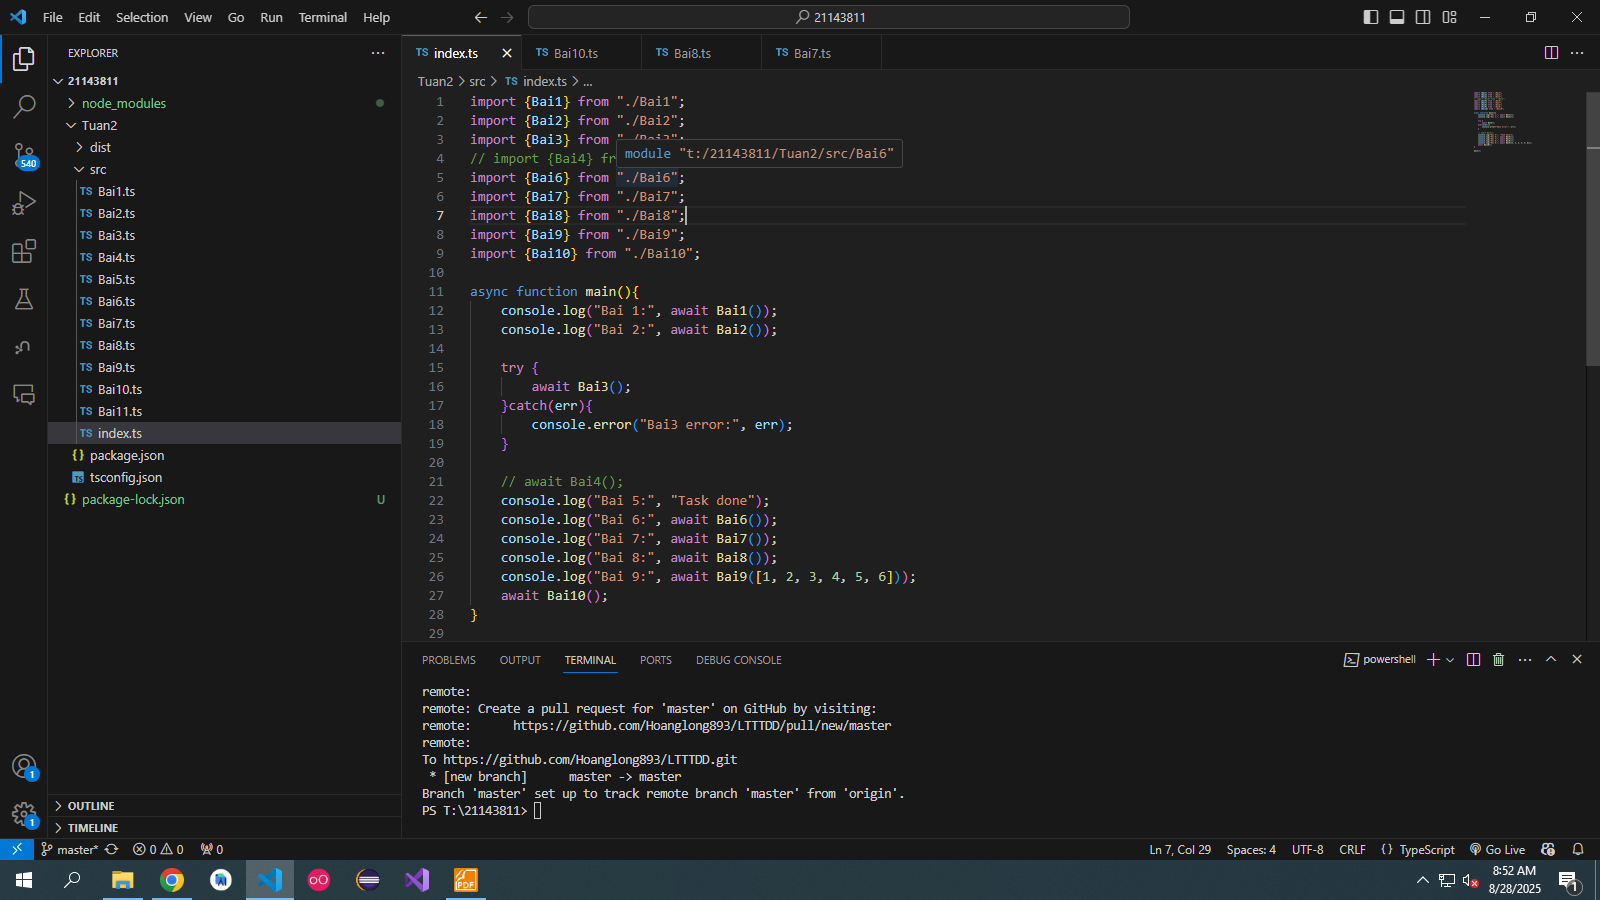 File Edit Selection View Go Run Terminal Help
21143811
EXPLORER
21143811
node_modules
Tuan2
dist
src
TS Bai1.ts
TS Bai2.ts
TS Bai3.ts
TS Bai4.ts
TS Bai5.ts
TS Bai6.ts
TS Bai7.ts
TS Bai8.ts
TS Bai9.ts
TS Bai10.ts
TS Bai11.ts
TS index.ts
{} package.json
TS tsconfig.json
{} package-lock.json U
OUTLINE
TIMELINE
540
1
1
TS index.ts TS Bai10.ts TS Bai8.ts TS Bai7.ts
Tuan2 > src > TS index.ts > ...
1 import {Bai1} from "./Bai1";
2 import {Bai2} from "./Bai2";
3 import {Bai3} from "./Bai3";
module "t:/21143811/Tuan2/src/Bai6"
4 // import {Bai4} fr
5 import {Bai6} from "./Bai6";
6 import {Bai7} from "./Bai7";
7 import {Bai8} from "./Bai8";
8 import {Bai9} from "./Bai9";
9 import {Bai10} from "./Bai10";
10
11 async function main(){
12 console.log("Bai 1:", await Bai1());
13 console.log("Bai 2:", await Bai2());
14
15 try {
16 await Bai3();
17 }catch(err){
18 console.error("Bai3 error:", err);
19 }
20
21 // await Bai4();
22 console.log("Bai 5:", "Task done");
23 console.log("Bai 6:", await Bai6());
24 console.log("Bai 7:", await Bai7());
25 console.log("Bai 8:", await Bai8());
26 console.log("Bai 9:", await Bai9([1, 2, 3, 4, 5, 6]));
27 await Bai10();
28 }
29
PROBLEMS OUTPUT TERMINAL PORTS DEBUG CONSOLE
powershell
remote:
remote: Create a pull request for 'master' on GitHub by visiting:
remote: https://github.com/Hoanglong893/LTTTDD/pull/new/master
remote:
To https://github.com/Hoanglong893/LTTTDD.git
* [new branch] master -> master
Branch 'master' set up to track remote branch 'master' from 'origin'.
PS T:\21143811>
master* 0 0 0
Ln 7, Col 29 Spaces: 4 UTF-8 CRLF {} TypeScript Go Live
PDF
8:52 AM
8/28/2025
1